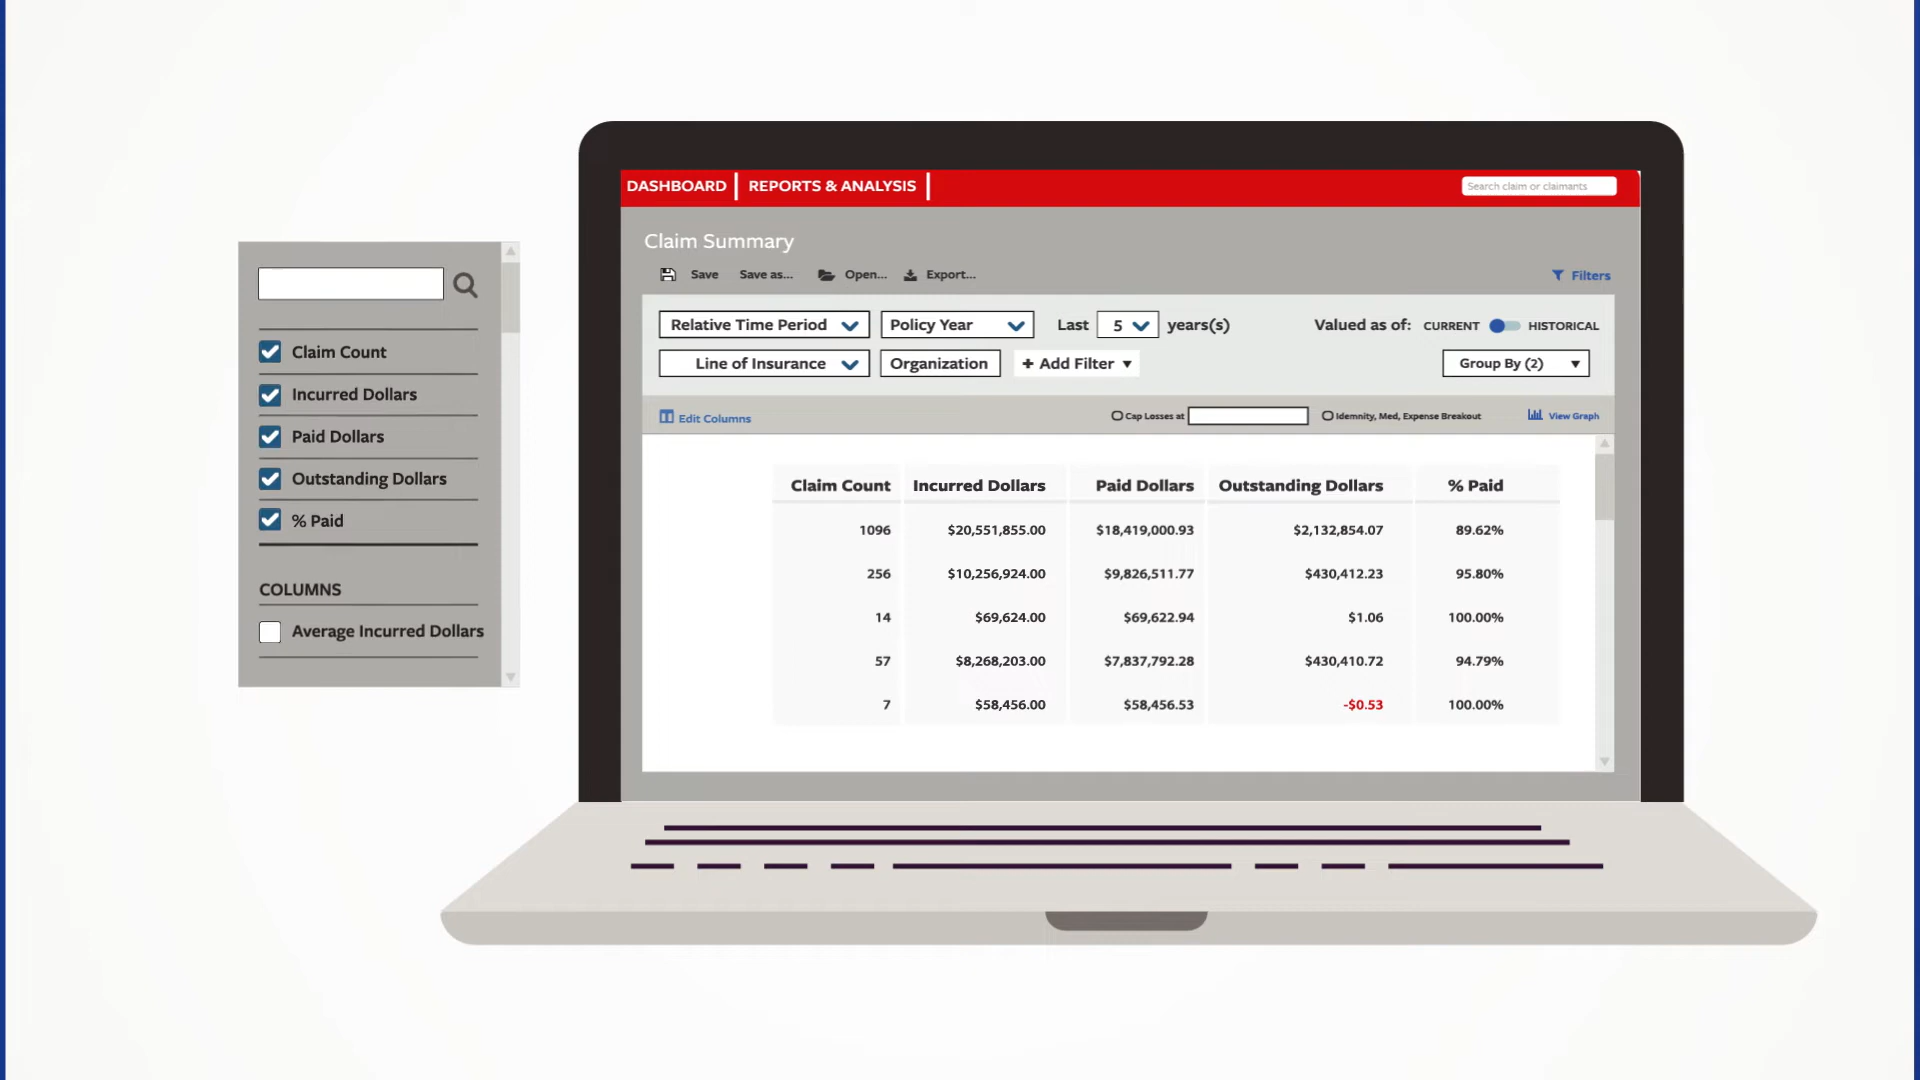 DASHBOARD REPORTS & ANALYSIS Search claim or claimants
Claim Summary
Save Save as... Open... Export... Filters
Relative Time Period Policy Year Last 5 years(s) Valued as of: CURRENT HISTORICAL
Line of Insurance Organization + Add Filter Group By (2)
Edit Columns Cap Losses at Idemnity, Med, Expense Breakout View Graph
Claim Count Incurred Dollars Paid Dollars Outstanding Dollars % Paid
1096 $20,551,855.00 $18,419,000.93 $2,132,854.07 89.62%
256 $10,256,924.00 $9,826,511.77 $430,412.23 95.80%
14 $69,624.00 $69,622.94 $1.06 100.00%
57 $8,268,203.00 $7,837,792.28 $430,410.72 94.79%
7 $58,456.00 $58,456.53 -$0.53 100.00%
Claim Count
Incurred Dollars
Paid Dollars
Outstanding Dollars
% Paid
COLUMNS
Average Incurred Dollars